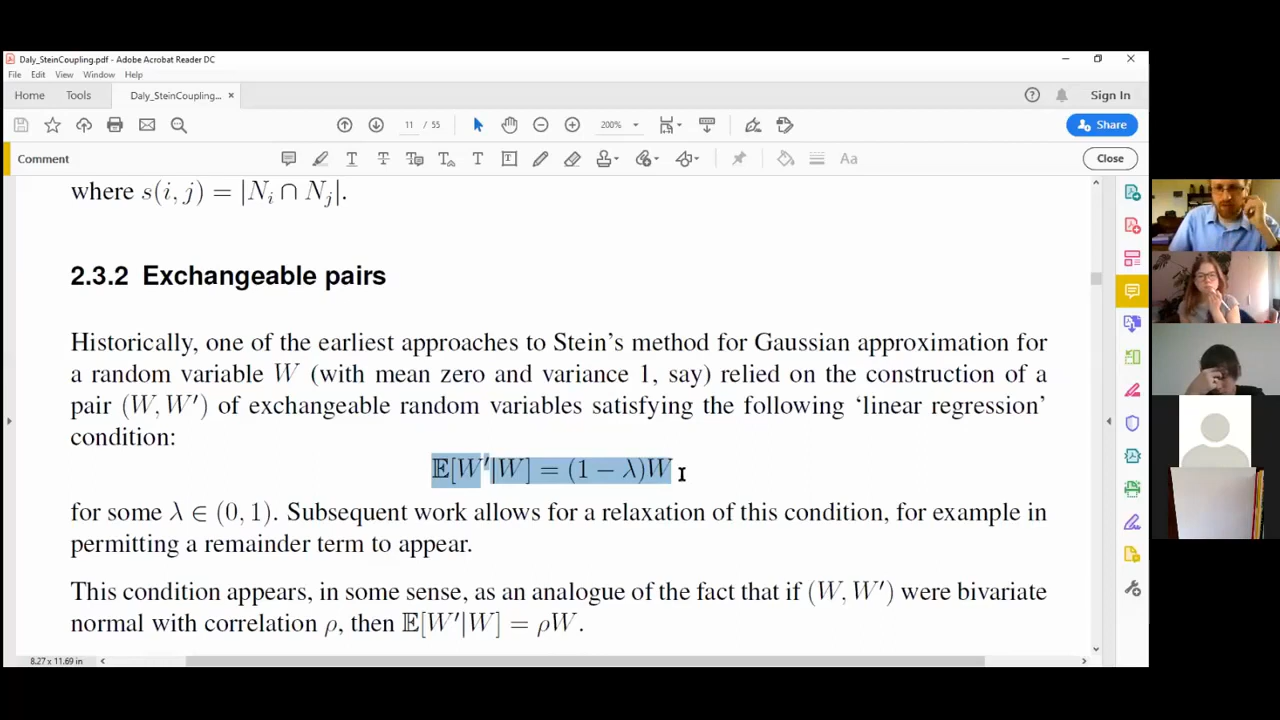 Daly_SteinCoupling.pdf - Adobe Acrobat Reader DC
File Edit View Window Help
Home Tools Daly_SteinCoupling... × Sign In
11 / 55 200% Share
Comment Aa Close
where s(i, j) = |N_i ∩ N_j|.
2.3.2 Exchangeable pairs
Historically, one of the earliest approaches to Stein's method for Gaussian approximation for
a random variable W (with mean zero and variance 1, say) relied on the construction of a
pair (W, W′) of exchangeable random variables satisfying the following ‘linear regression’
condition:
𝔼[W′|W] = (1 − λ)W
for some λ ∈ (0, 1). Subsequent work allows for a relaxation of this condition, for example in
permitting a remainder term to appear.
This condition appears, in some sense, as an analogue of the fact that if (W, W′) were bivariate
normal with correlation ρ, then 𝔼[W′|W] = ρW.
8.27 x 11.69 in